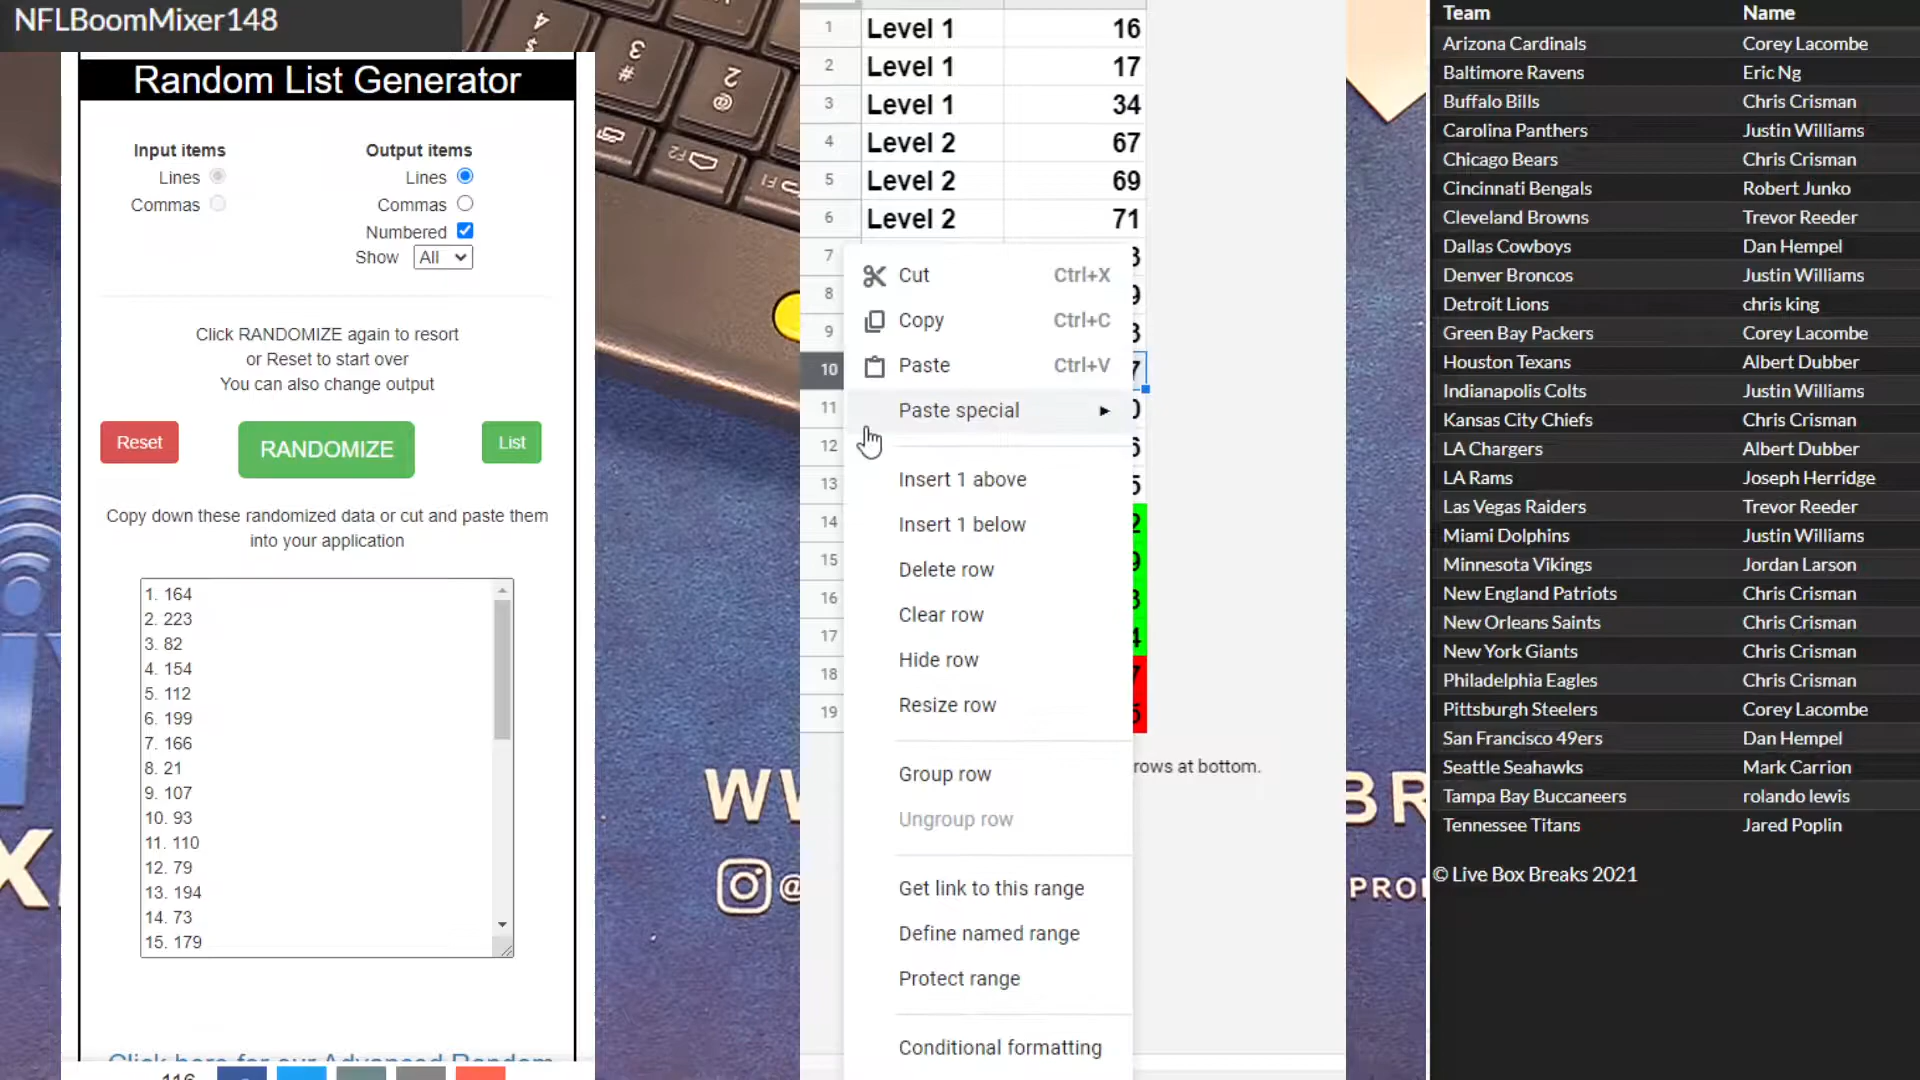 NFLBoomMixer148
Random List Generator
Input items
Lines
Commas
Output items
Lines
Commas
Numbered
Show All
Click RANDOMIZE again to resort
or Reset to start over
You can also change output
Reset
RANDOMIZE
List
Copy down these randomized data or cut and paste them
into your application
1. 164
2. 223
3. 82
4. 154
5. 112
6. 199
7. 166
8. 21
9. 107
10. 93
11. 110
12. 79
13. 194
14. 73
15. 179
Click here for our Advanced Random
116
1 Level 1 16
2 Level 1 17
3 Level 1 34
4 Level 2 67
5 Level 2 69
6 Level 2 71
7
8
9
10
11
12
13
14
15
16
17
18
19
Cut Ctrl+X
Copy Ctrl+C
Paste Ctrl+V
Paste special
Insert 1 above
Insert 1 below
Delete row
Clear row
Hide row
Resize row
Group row
Ungroup row
Get link to this range
Define named range
Protect range
Conditional formatting
rows at bottom.
Team Name
Arizona Cardinals Corey Lacombe
Baltimore Ravens Eric Ng
Buffalo Bills Chris Crisman
Carolina Panthers Justin Williams
Chicago Bears Chris Crisman
Cincinnati Bengals Robert Junko
Cleveland Browns Trevor Reeder
Dallas Cowboys Dan Hempel
Denver Broncos Justin Williams
Detroit Lions chris king
Green Bay Packers Corey Lacombe
Houston Texans Albert Dubber
Indianapolis Colts Justin Williams
Kansas City Chiefs Chris Crisman
LA Chargers Albert Dubber
LA Rams Joseph Herridge
Las Vegas Raiders Trevor Reeder
Miami Dolphins Justin Williams
Minnesota Vikings Jordan Larson
New England Patriots Chris Crisman
New Orleans Saints Chris Crisman
New York Giants Chris Crisman
Philadelphia Eagles Chris Crisman
Pittsburgh Steelers Corey Lacombe
San Francisco 49ers Dan Hempel
Seattle Seahawks Mark Carrion
Tampa Bay Buccaneers rolando lewis
Tennessee Titans Jared Poplin
© Live Box Breaks 2021